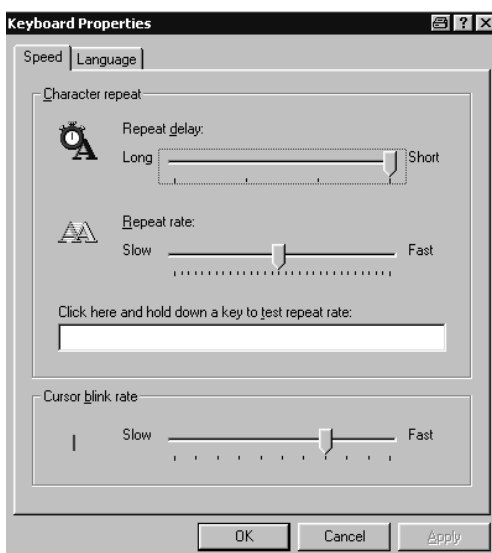 Keyboard Properties
Speed Language
Character repeat
Repeat delay:
Long Short
Repeat rate:
Slow Fast
Click here and hold down a key to test repeat rate:
Cursor blink rate
Slow Fast
OK Cancel Apply